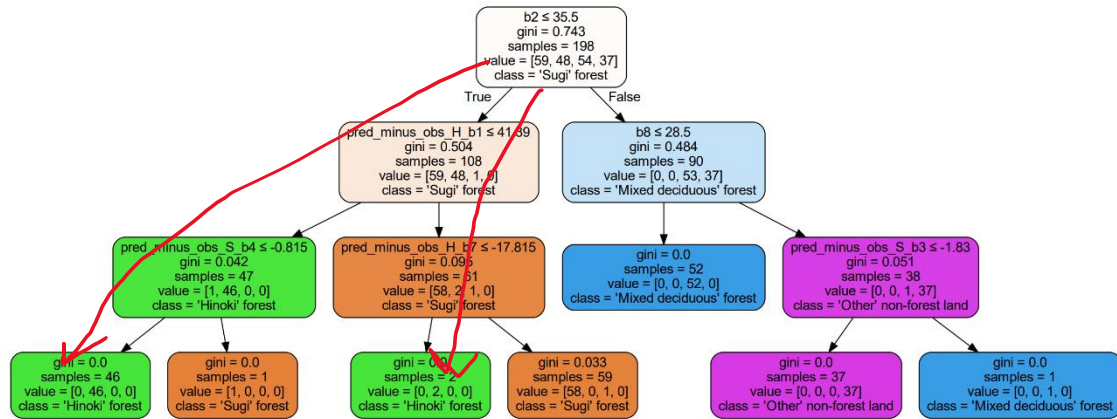 b2 ≤ 35.5
gini = 0.743
samples = 198
value = [59, 48, 54, 37]
class = 'Sugi' forest
True
False
pred_minus_obs_H_b1 ≤ 41.39
gini = 0.504
samples = 108
value = [59, 48, 1, 0]
class = 'Sugi' forest
b8 ≤ 28.5
gini = 0.484
samples = 90
value = [0, 0, 53, 37]
class = 'Mixed deciduous' forest
pred_minus_obs_S_b4 ≤ -0.815
gini = 0.042
samples = 47
value = [1, 46, 0, 0]
class = 'Hinoki' forest
pred_minus_obs_H_b7 ≤ -17.815
gini = 0.095
samples = 61
value = [58, 2, 1, 0]
class = 'Sugi' forest
gini = 0.0
samples = 52
value = [0, 0, 52, 0]
class = 'Mixed deciduous' forest
pred_minus_obs_S_b3 ≤ -1.83
gini = 0.051
samples = 38
value = [0, 0, 1, 37]
class = 'Other' non-forest land
gini = 0.0
samples = 46
value = [0, 46, 0, 0]
class = 'Hinoki' forest
gini = 0.0
samples = 1
value = [1, 0, 0, 0]
class = 'Sugi' forest
gini = 0.0
samples = 2
value = [0, 2, 0, 0]
class = 'Hinoki' forest
gini = 0.033
samples = 59
value = [58, 0, 1, 0]
class = 'Sugi' forest
gini = 0.0
samples = 37
value = [0, 0, 0, 37]
class = 'Other' non-forest land
gini = 0.0
samples = 1
value = [0, 0, 1, 0]
class = 'Mixed deciduous' forest